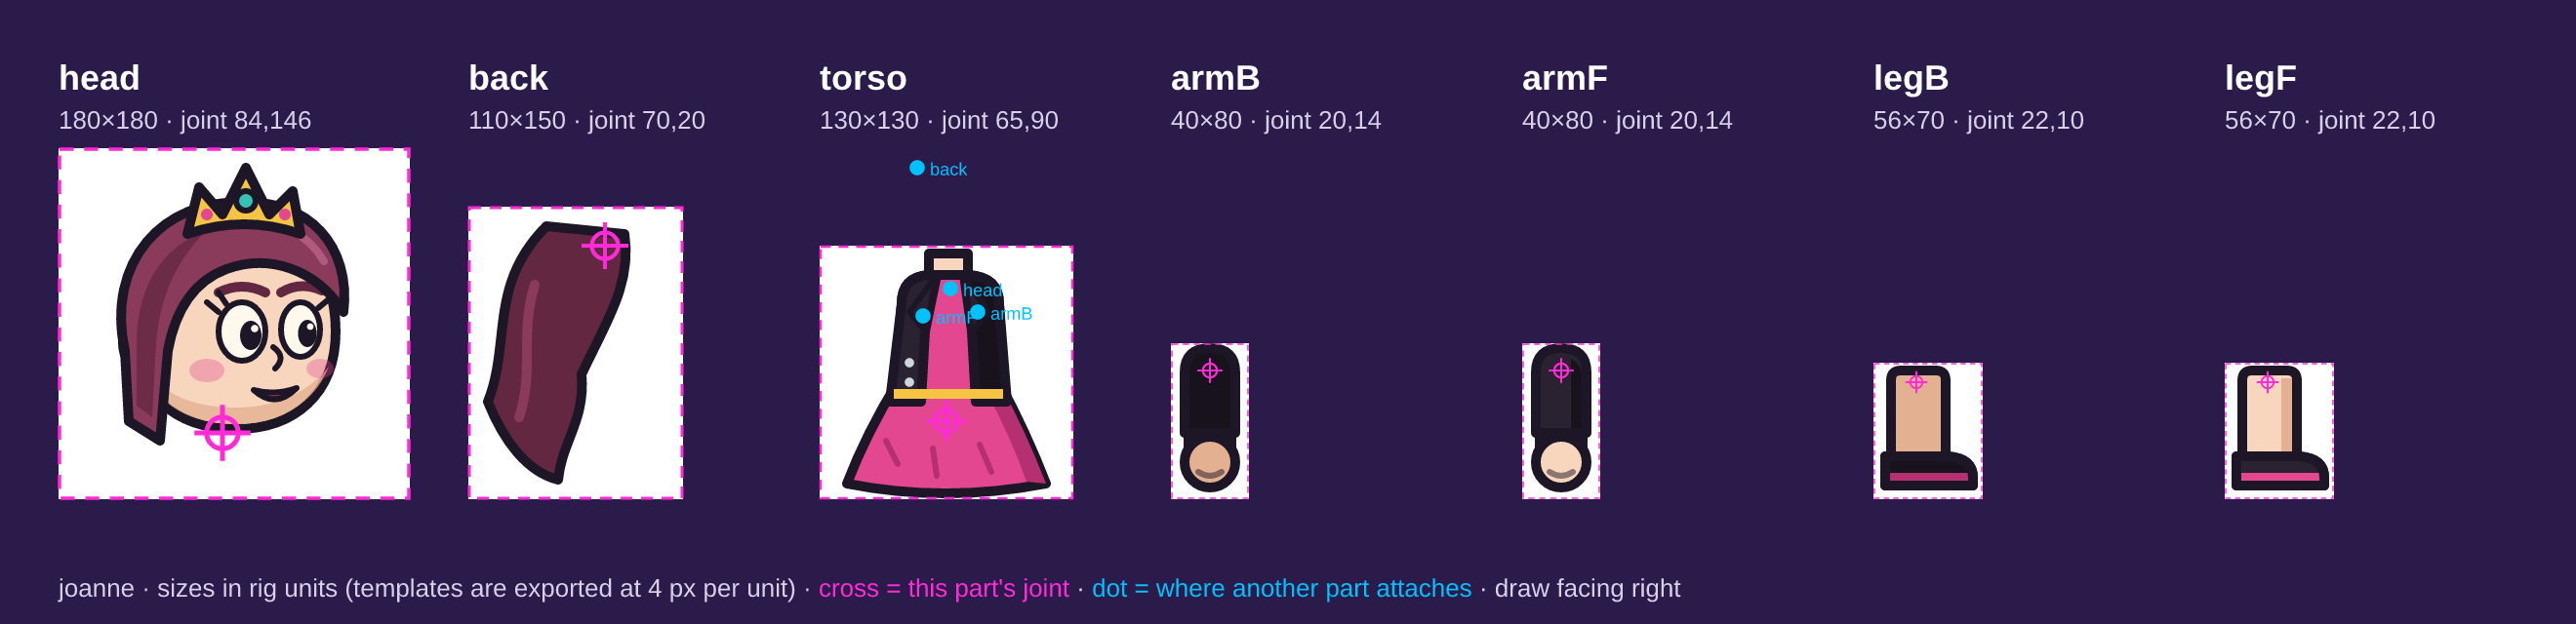 head
180×180 · joint 84,146
back
110×150 · joint 70,20
torso
130×130 · joint 65,90
armB
40×80 · joint 20,14
armF
40×80 · joint 20,14
legB
56×70 · joint 22,10
legF
56×70 · joint 22,10
back
head
armF
armB
joanne · sizes in rig units (templates are exported at 4 px per unit) · cross = this part's joint · dot = where another part attaches · draw facing right